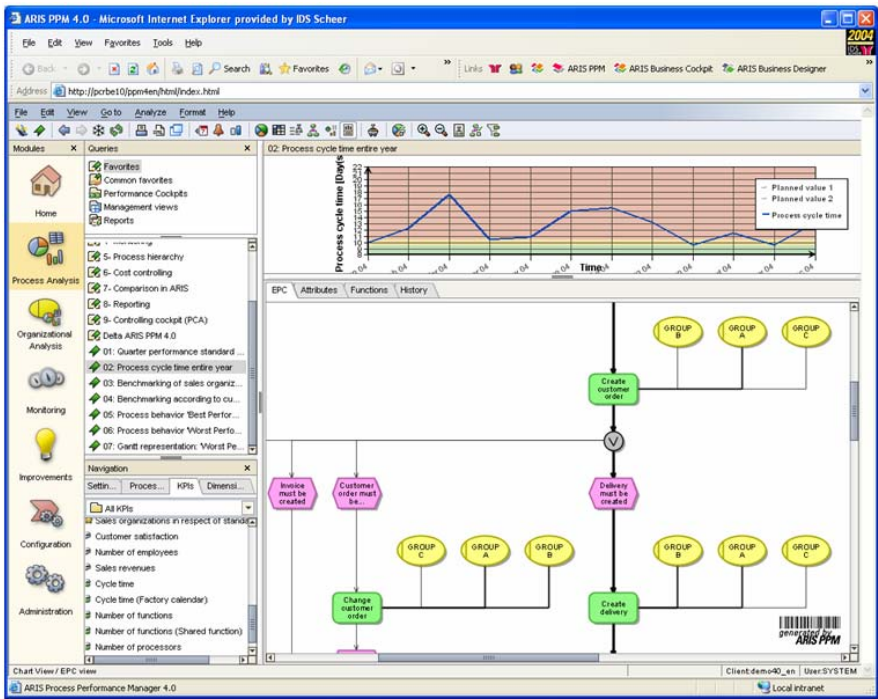 ARIS PPM 4.0 - Microsoft Internet Explorer provided by IDS Scheer
File Edit View Favorites Tools Help
2004
Back Search Favorites Links ARIS PPM ARIS Business Cockpit ARIS Business Designer
Address http://pcrbe10/ppm4en/html/index.html
File Edit View Go to Analyze Format Help
Modules
Home
Process Analysis
Organizational
Analysis
Monitoring
Improvements
Configuration
Administration
Queries
Favorites
Common favorites
Performance Cockpits
Management views
Reports
5- Process hierarchy
6- Cost controlling
7- Comparison in ARIS
8- Reporting
9- Controlling cockpit (PCA)
Delta ARIS PPM 4.0
01: Quarter performance standard ...
02: Process cycle time entire year
03: Benchmarking of sales organiz...
04: Benchmarking according to cu...
05: Process behavior 'Best Perfor...
06: Process behavior 'Worst Perfo...
07: Gantt representation: 'Worst Pe...
Navigation
Settin... Proces... KPIs Dimensi...
All KPIs
Sales organizations in respect of standa
Customer satisfaction
Number of employees
Sales revenues
Cycle time
Cycle time (Factory calendar)
Number of functions
Number of functions (Shared function)
Number of processors
02: Process cycle time entire year
Process cycle time [Day(s
Planned value 1
Planned value 2
Process cycle time
Time
EPC Attributes Functions History
GROUP
B
GROUP
A
GROUP
C
Create
customer
order
V
Invoice
must be
created
Customer
order must
be...
Delivery
must be
created
GROUP
C
GROUP
A
GROUP
B
GROUP
B
GROUP
A
GROUP
C
Change
customer
order
Create
delivery
generated by
ARIS PPM
Chart View / EPC view Client:demo40_en User:SYSTEM
ARIS Process Performance Manager 4.0 Local intranet